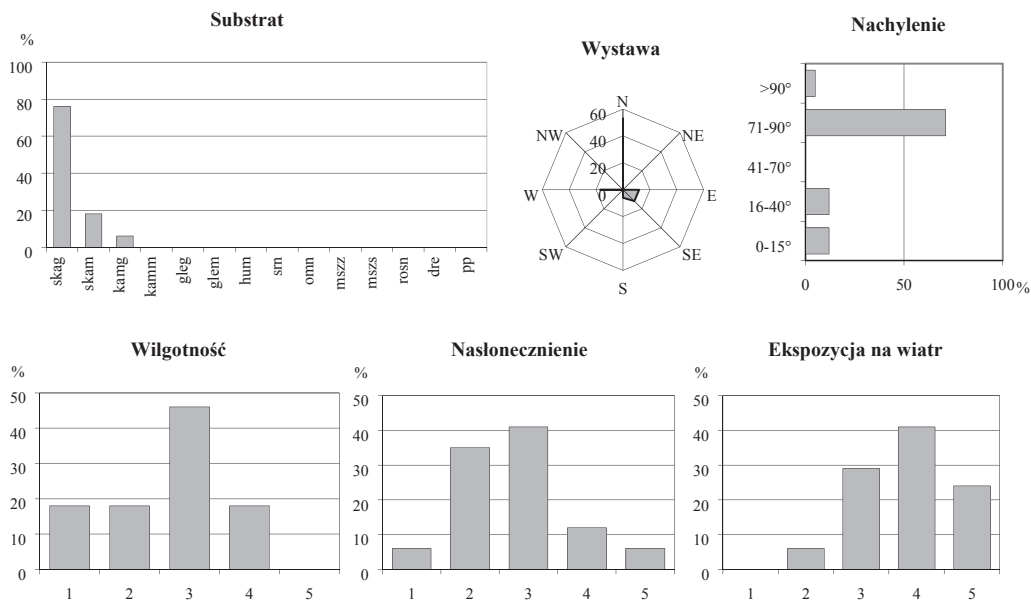 Substrat
%
100
80
60
40
20
0
skag
skam
kamg
kamm
gleg
glem
hum
srn
omn
mszz
mszs
rosn
dre
pp
Wystawa
N
NE
E
SE
S
SW
W
NW
60
40
20
0
Nachylenie
>90°
71-90°
41-70°
16-40°
0-15°
0 50 100%
Wilgotność
%
50
40
30
20
10
0
1 2 3 4 5
Nasłonecznienie
%
50
40
30
20
10
0
1 2 3 4 5
Ekspozycja na wiatr
%
50
40
30
20
10
0
1 2 3 4 5